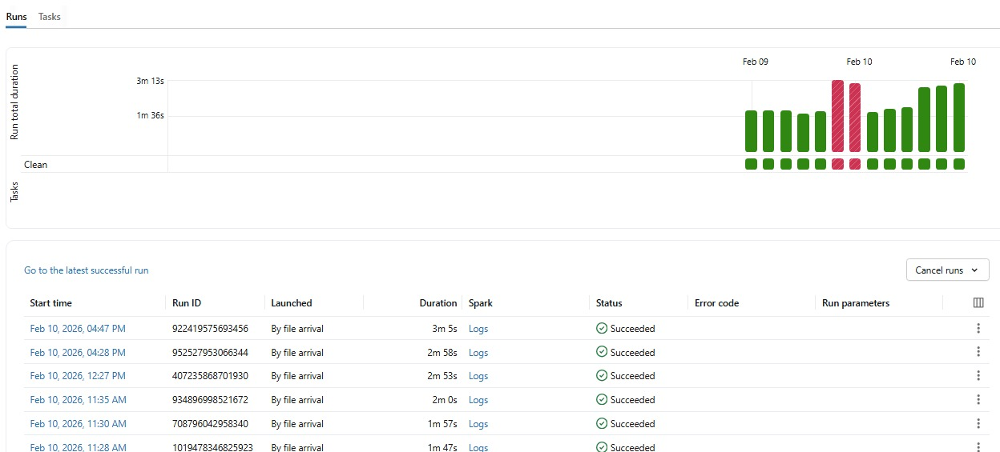 Runs Tasks
Feb 09 Feb 10 Feb 10
Run total duration
3m 13s
1m 36s
Clean
Tasks
Go to the latest successful run Cancel runs
Start time Run ID Launched Duration Spark Status Error code Run parameters
Feb 10, 2026, 04:47 PM 922419575693456 By file arrival 3m 5s Logs Succeeded
Feb 10, 2026, 04:28 PM 952527953066344 By file arrival 2m 58s Logs Succeeded
Feb 10, 2026, 12:27 PM 407235868701930 By file arrival 2m 53s Logs Succeeded
Feb 10, 2026, 11:35 AM 934896998521672 By file arrival 2m 0s Logs Succeeded
Feb 10, 2026, 11:30 AM 708796042958340 By file arrival 1m 57s Logs Succeeded
Feb 10, 2026, 11:28 AM 1019478346825923 By file arrival 1m 47s Logs Succeeded